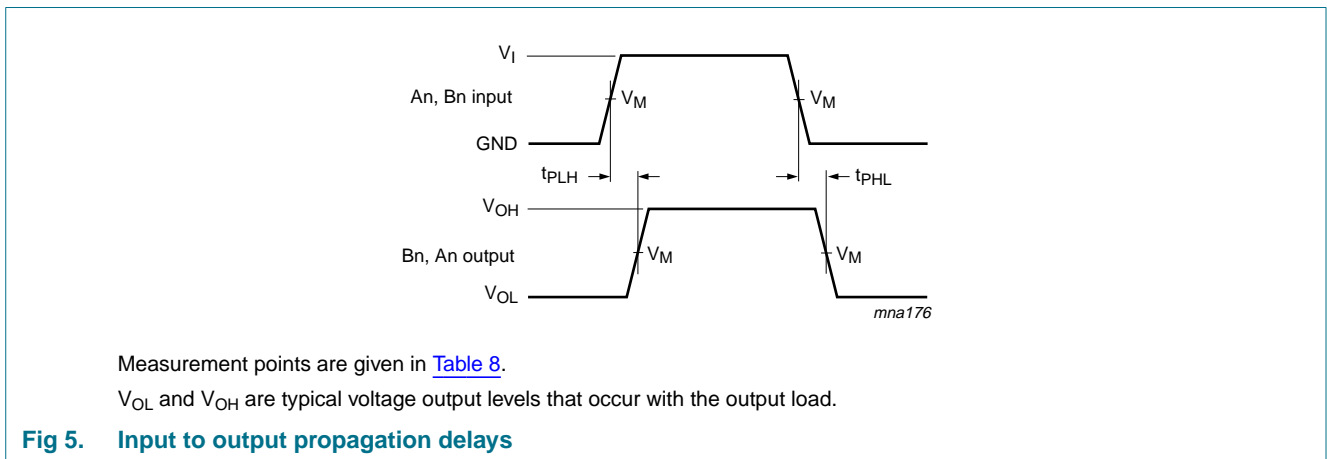 VI
An, Bn input
VM
VM
GND
tPLH
tPHL
VOH
Bn, An output
VM
VM
VOL
mna176
Measurement points are given in Table 8.
VOL and VOH are typical voltage output levels that occur with the output load.
Fig 5. Input to output propagation delays